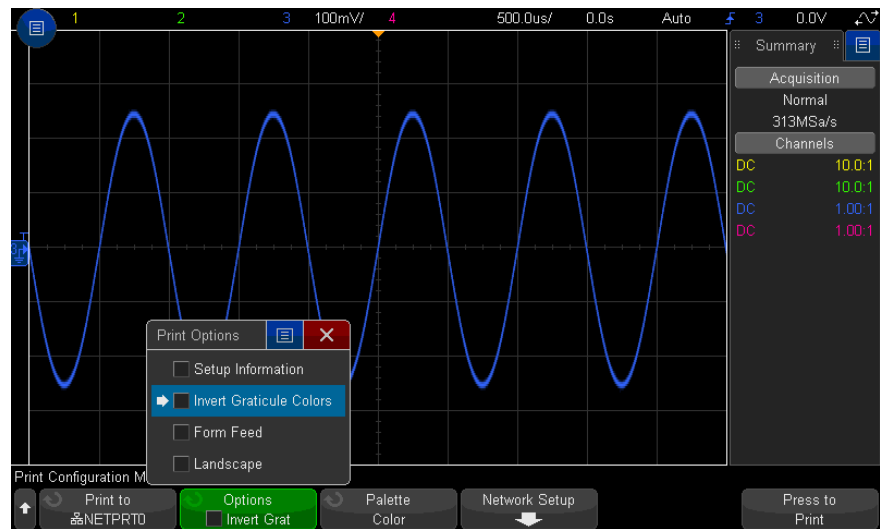 1 2 3 100mV/ 4 500.0us/ 0.0s Auto 3 0.0V
Summary
Acquisition
Normal
313MSa/s
Channels
DC 10.0:1
DC 10.0:1
DC 1.00:1
DC 1.00:1
T
3
Print Options
Setup Information
Invert Graticule Colors
Form Feed
Landscape
Print Configuration M
Print to
NETPRT0
Options
Invert Grat
Palette
Color
Network Setup
Press to
Print